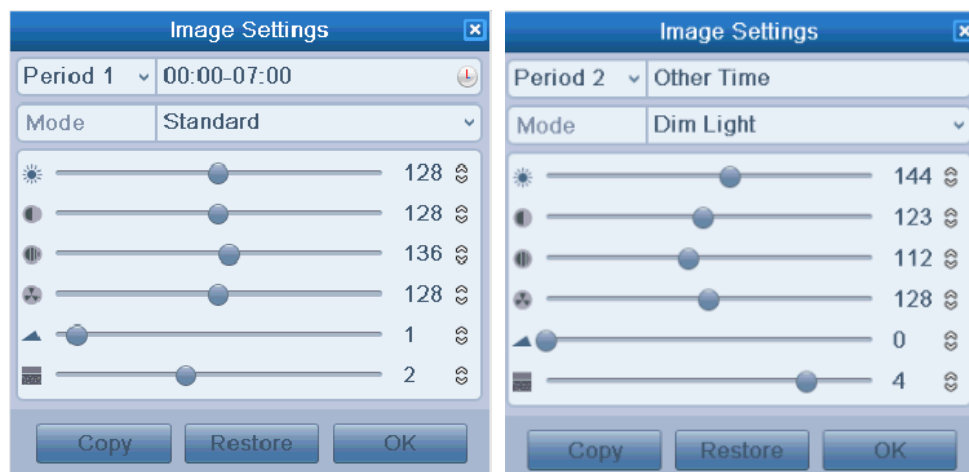 Image Settings
Period 1 00:00-07:00
Mode Standard
128
128
136
128
1
2
Copy Restore OK
Image Settings
Period 2 Other Time
Mode Dim Light
144
123
112
128
0
4
Copy Restore OK